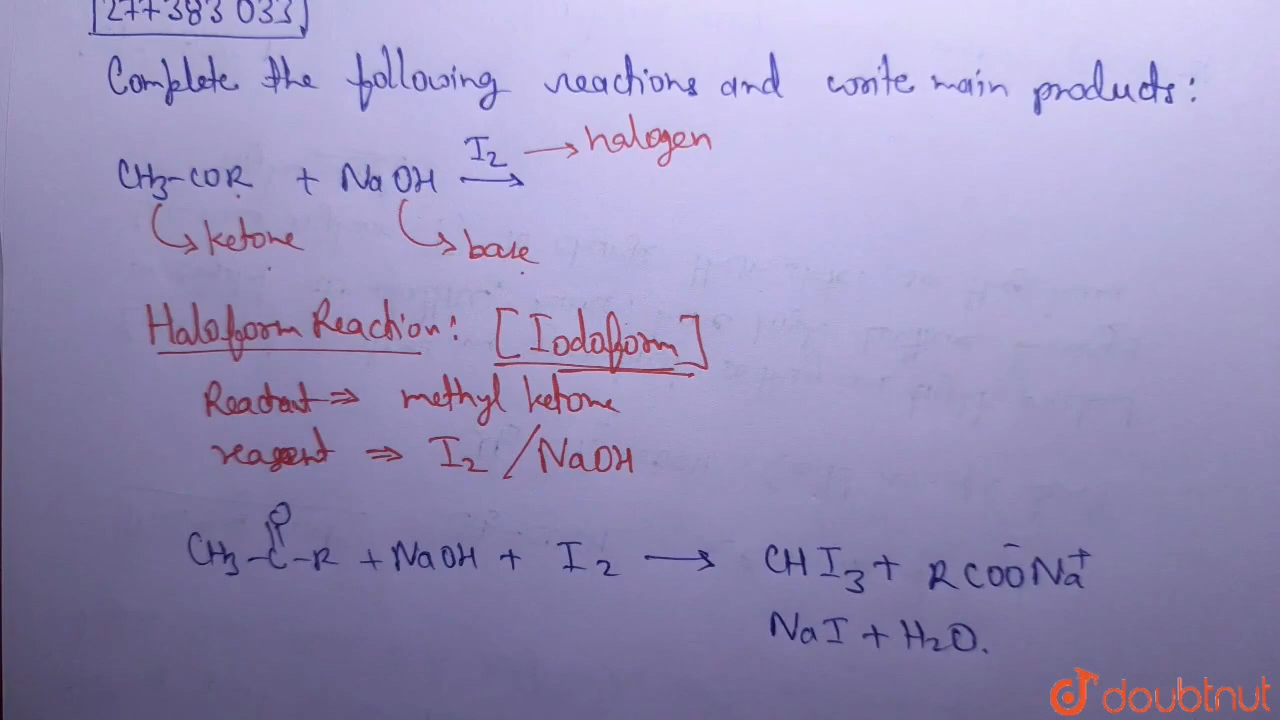 277383033
Complete the following reactions and write main products:
CH3-COR + NaOH I2 → → halogen
↳ ketone ↳ base
Haloform Reaction: [Iodoform]
Reactant ⇒ methyl ketone
reagent ⇒ I2/NaOH
O
CH3-C-R + NaOH + I2 → CHI3 + RCOO⁻Na⁺
NaI + H2O.
doubtnut